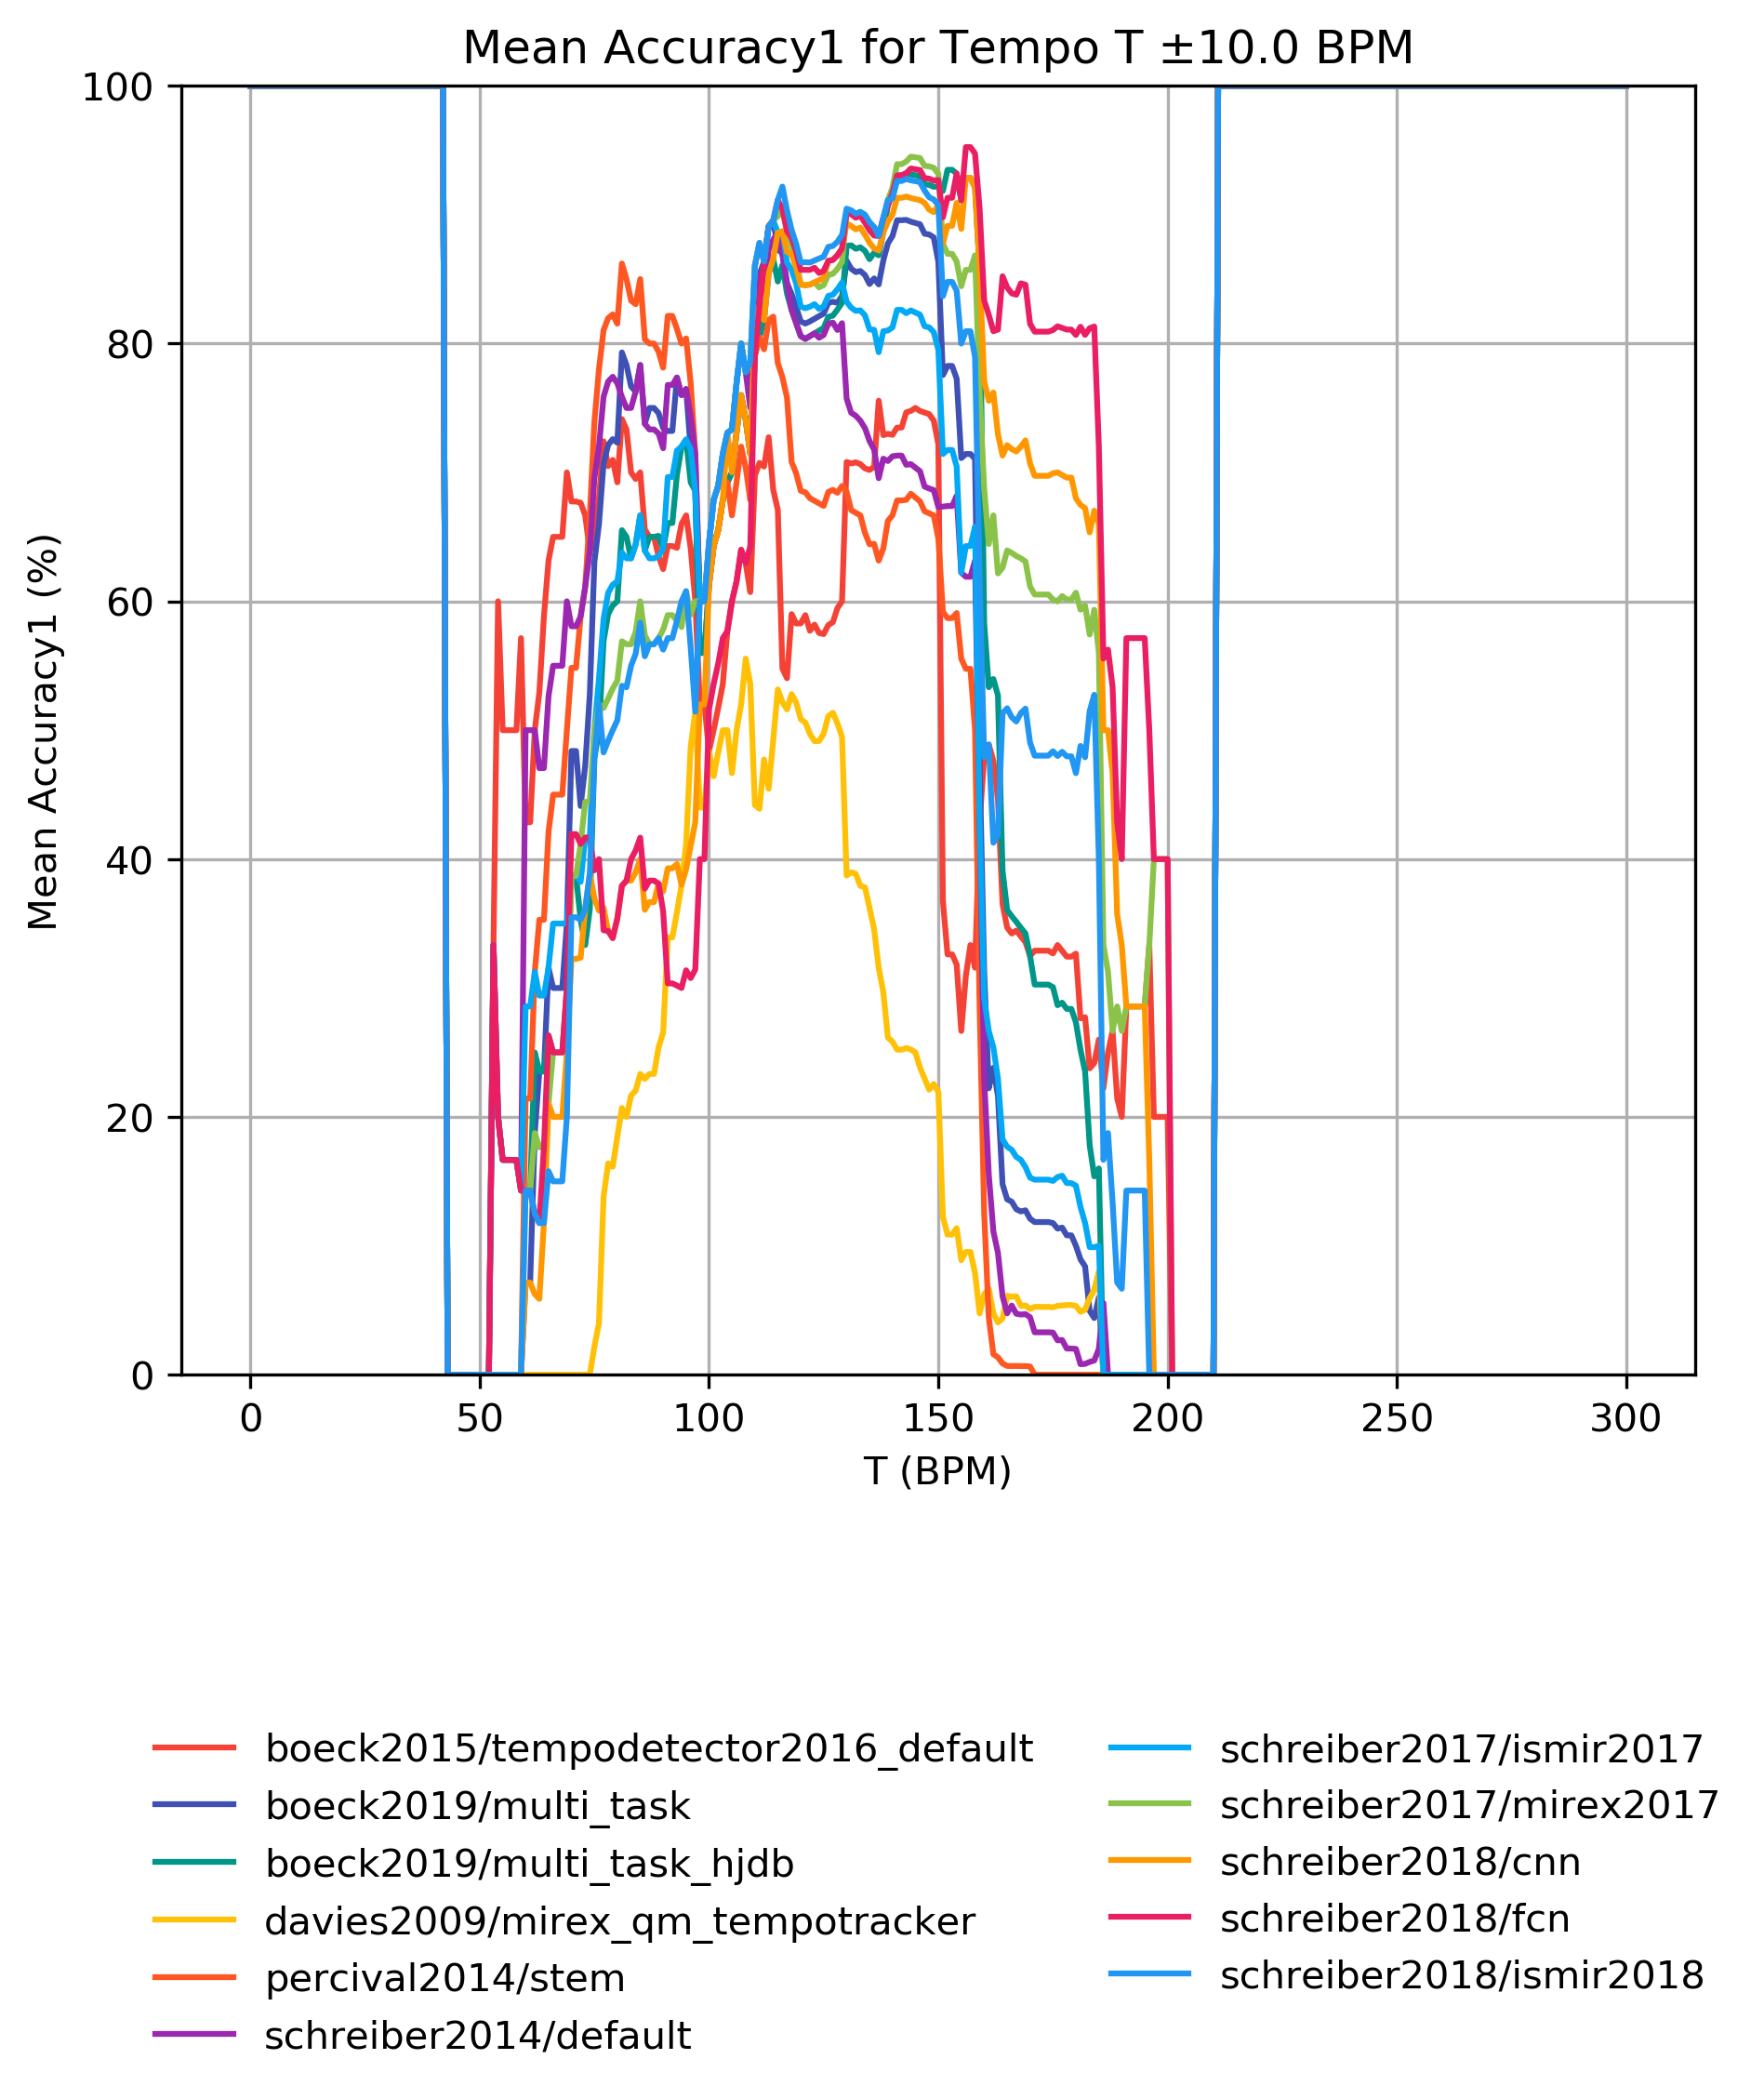 Mean Accuracy1 for Tempo T ±10.0 BPM
Mean Accuracy1 (%)
100
80
60
40
20
0
0 50 100 150 200 250 300
T (BPM)
boeck2015/tempodetector2016_default
boeck2019/multi_task
boeck2019/multi_task_hjdb
davies2009/mirex_qm_tempotracker
percival2014/stem
schreiber2014/default
schreiber2017/ismir2017
schreiber2017/mirex2017
schreiber2018/cnn
schreiber2018/fcn
schreiber2018/ismir2018